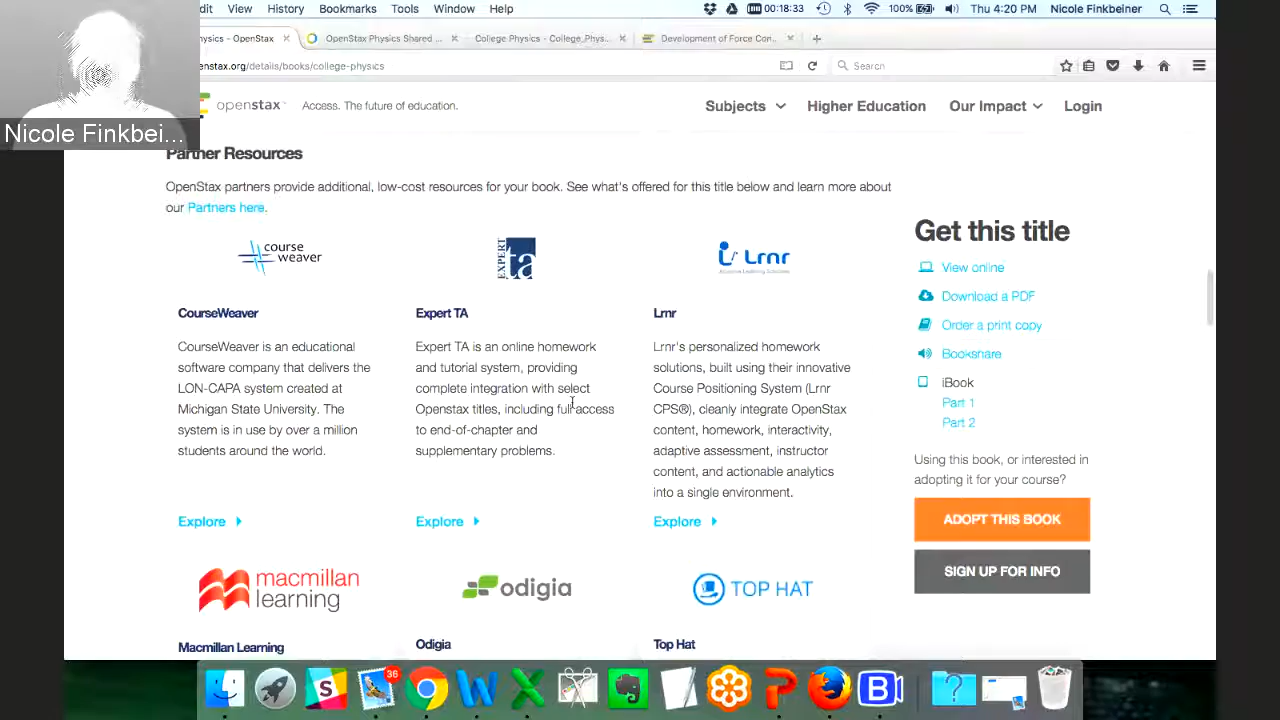 dit View History Bookmarks Tools Window Help 00:18:33 100% Thu 4:20 PM Nicole Finkbeiner
hysics - OpenStax × OpenStax Physics Shared ... × College Physics - College_Phys... × Development of Force Con... × +
enstax.org/details/books/college-physics Search
Nicole Finkbei...
openstax™ Access. The future of education. Subjects Higher Education Our Impact Login
Partner Resources
OpenStax partners provide additional, low-cost resources for your book. See what's offered for this title below and learn more about
our Partners here.
course
weaver
EXPERT
ta
Lrnr
Adaptive Learning Solutions
CourseWeaver
CourseWeaver is an educational
software company that delivers the
LON-CAPA system created at
Michigan State University. The
system is in use by over a million
students around the world.
Explore
Expert TA
Expert TA is an online homework
and tutorial system, providing
complete integration with select
Openstax titles, including full access
to end-of-chapter and
supplementary problems.
Explore
Lrnr
Lrnr's personalized homework
solutions, built using their innovative
Course Positioning System (Lrnr
CPS®), cleanly integrate OpenStax
content, homework, interactivity,
adaptive assessment, instructor
content, and actionable analytics
into a single environment.
Explore
macmillan
learning
odigia
TOP HAT
Macmillan Learning
Odigia
Top Hat
Get this title
View online
Download a PDF
Order a print copy
Bookshare
iBook
Part 1
Part 2
Using this book, or interested in
adopting it for your course?
ADOPT THIS BOOK
SIGN UP FOR INFO
S 36 W X P B ?